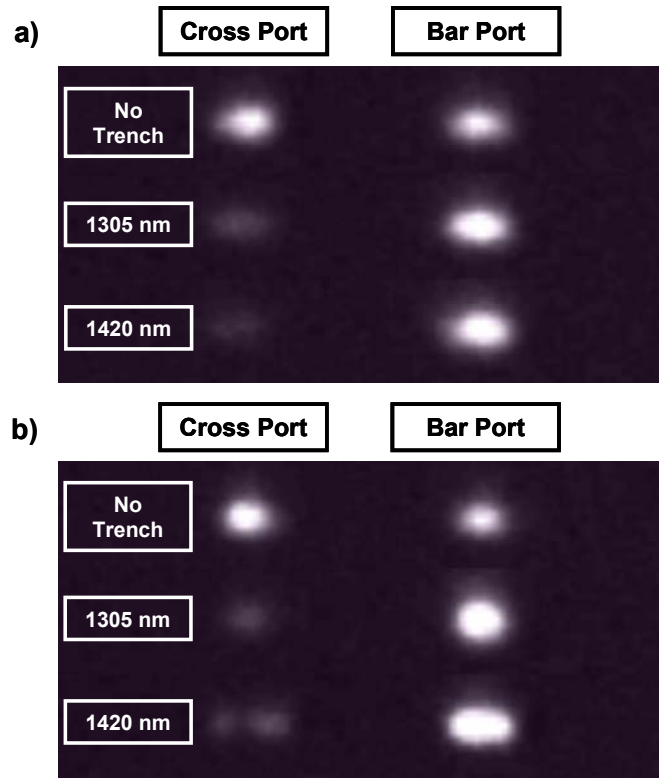 a)
Cross Port
Bar Port
No
Trench
1305 nm
1420 nm
b)
Cross Port
Bar Port
No
Trench
1305 nm
1420 nm